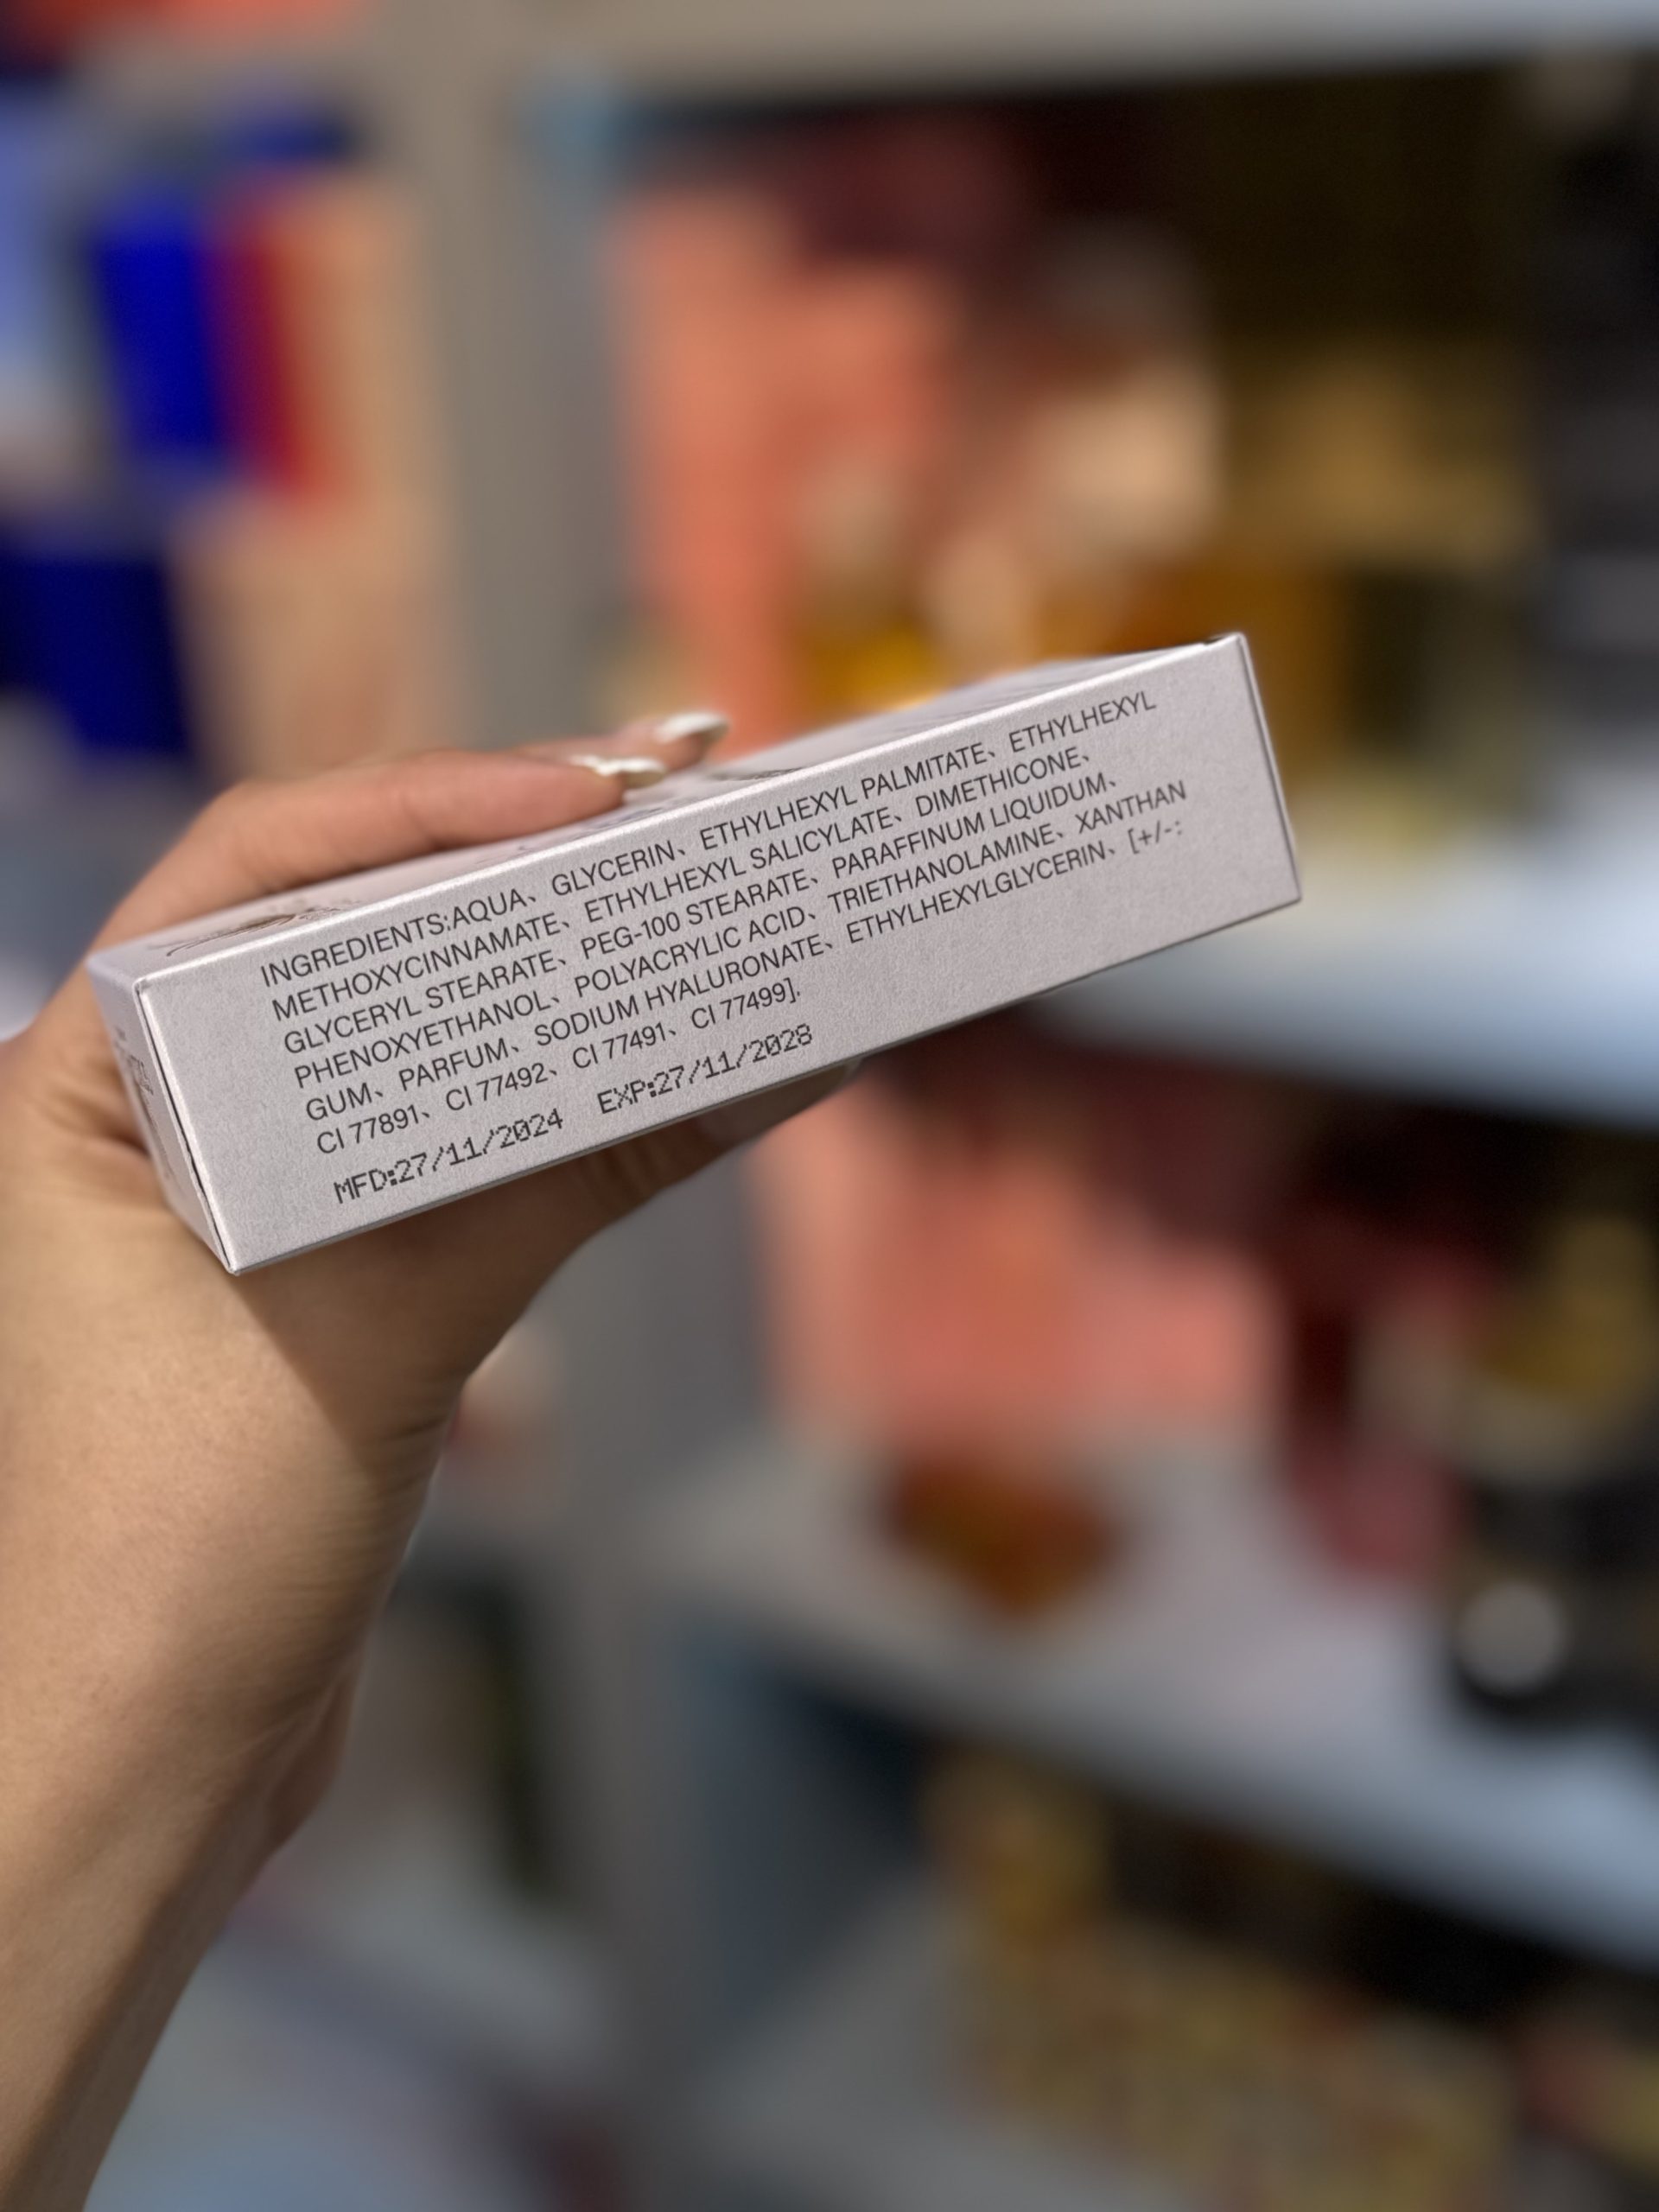 INGREDIENTS:AQUA、GLYCERIN、ETHYLHEXYL PALMITATE、ETHYLHEXYL
METHOXYCINNAMATE、ETHYLHEXYL SALICYLATE、DIMETHICONE、
GLYCERYL STEARATE、PEG-100 STEARATE、PARAFFINUM LIQUIDUM、
PHENOXYETHANOL、POLYACRYLIC ACID、TRIETHANOLAMINE、XANTHAN
GUM、PARFUM、SODIUM HYALURONATE、ETHYLHEXYLGLYCERIN、[+/-:
CI 77891、CI 77492、CI 77491、CI 77499].
MFD:27/11/2024 EXP:27/11/2028